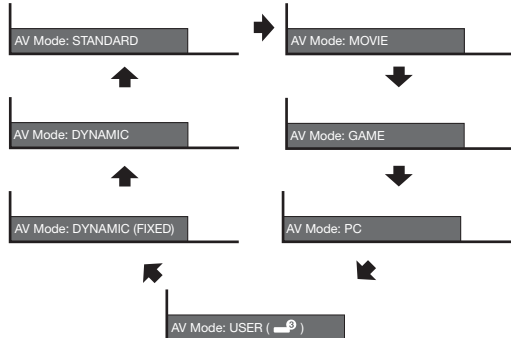 AV Mode: STANDARD
AV Mode: MOVIE
AV Mode: DYNAMIC
AV Mode: GAME
AV Mode: DYNAMIC (FIXED)
AV Mode: PC
AV Mode: USER ( 3 )